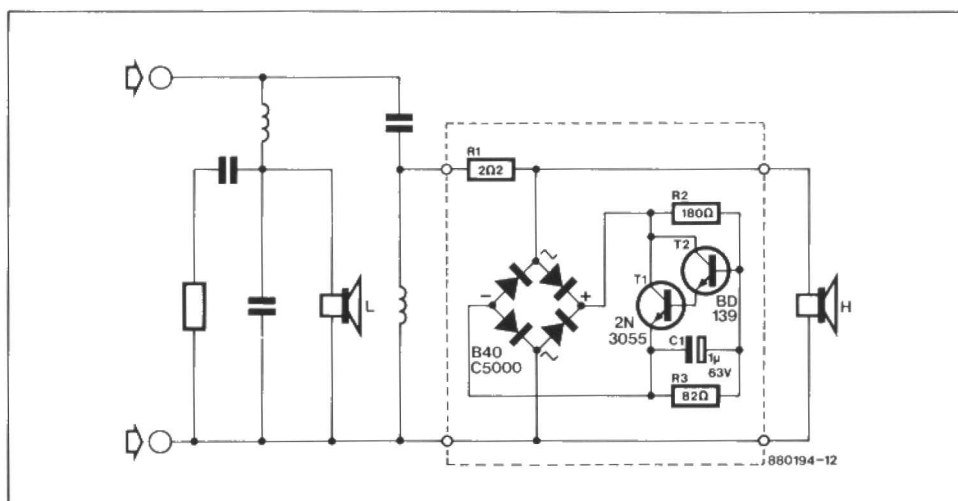 R1
2Ω2
R2
180Ω
T2
T1
L
H
BD
139
2N
3055
C1
1µ
63V
B40
C5000
R3
82Ω
~
~
−
+
880194-12